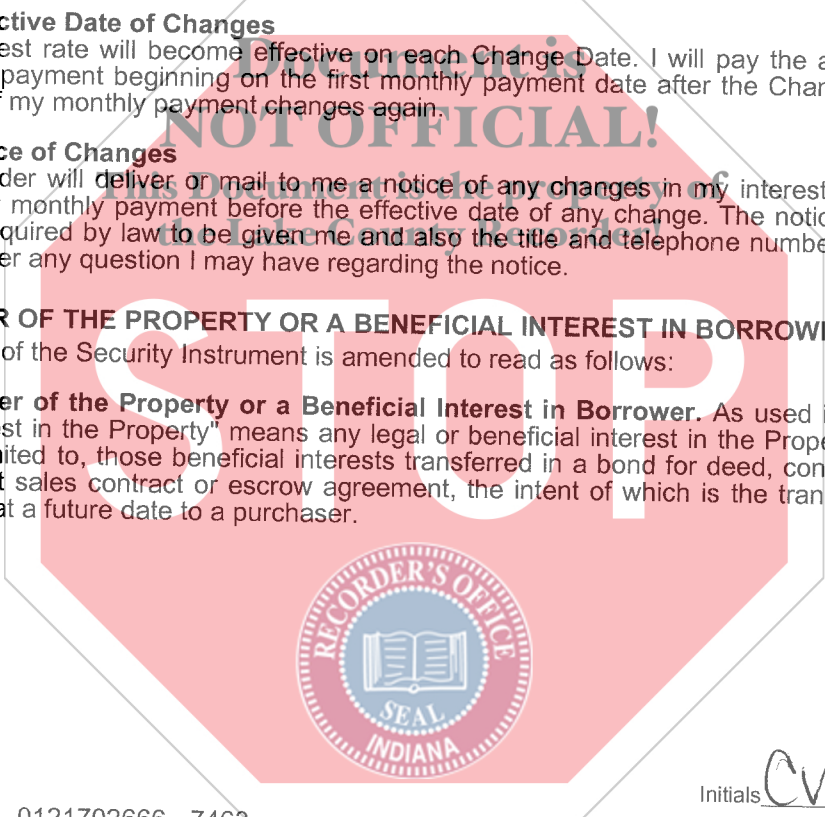 ctive Date of Changes
est rate will become effective on each Change Date. I will pay the a
payment beginning on the first monthly payment date after the Chan
my monthly payment changes again.
ce of Changes
der will deliver or mail to me a notice of any changes in my interest
monthly payment before the effective date of any change. The notic
quired by law to be given me and also the title and telephone numbe
er any question I may have regarding the notice.
R OF THE PROPERTY OR A BENEFICIAL INTEREST IN BORROWE
of the Security Instrument is amended to read as follows:
er of the Property or a Beneficial Interest in Borrower. As used i
st in the Property" means any legal or beneficial interest in the Prope
ited to, those beneficial interests transferred in a bond for deed, con
t sales contract or escrow agreement, the intent of which is the tran
at a future date to a purchaser.
Document is
NOT OFFICIAL!
This Document is the property of
the Lake County Recorder!
STOP
RECORDER'S OFFICE
SEAL
INDIANA
Initials CV
0121702666 - 7463